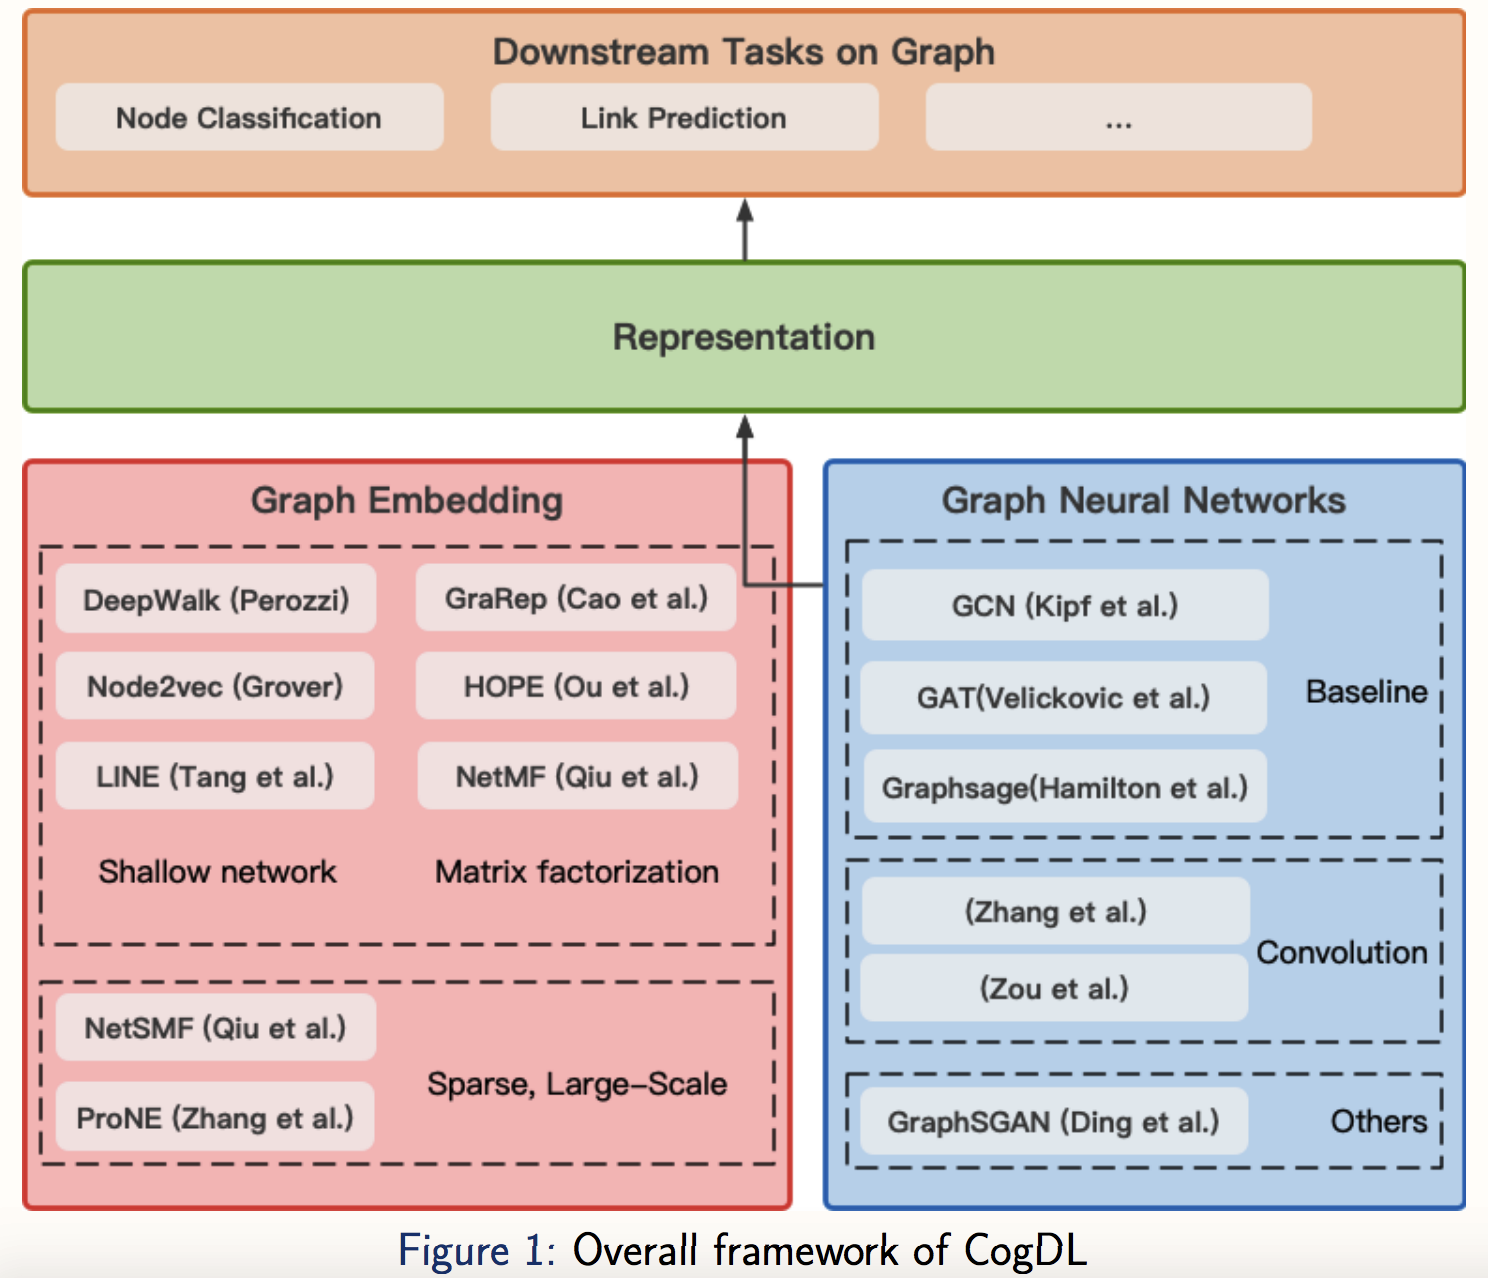 Downstream Tasks on Graph
Node Classification
Link Prediction
...
Representation
Graph Embedding
DeepWalk (Perozzi)
GraRep (Cao et al.)
Node2vec (Grover)
HOPE (Ou et al.)
LINE (Tang et al.)
NetMF (Qiu et al.)
Shallow network
Matrix factorization
NetSMF (Qiu et al.)
ProNE (Zhang et al.)
Sparse, Large-Scale
Graph Neural Networks
GCN (Kipf et al.)
GAT(Velickovic et al.)
Graphsage(Hamilton et al.)
Baseline
(Zhang et al.)
(Zou et al.)
Convolution
GraphSGAN (Ding et al.)
Others
Figure 1: Overall framework of CogDL